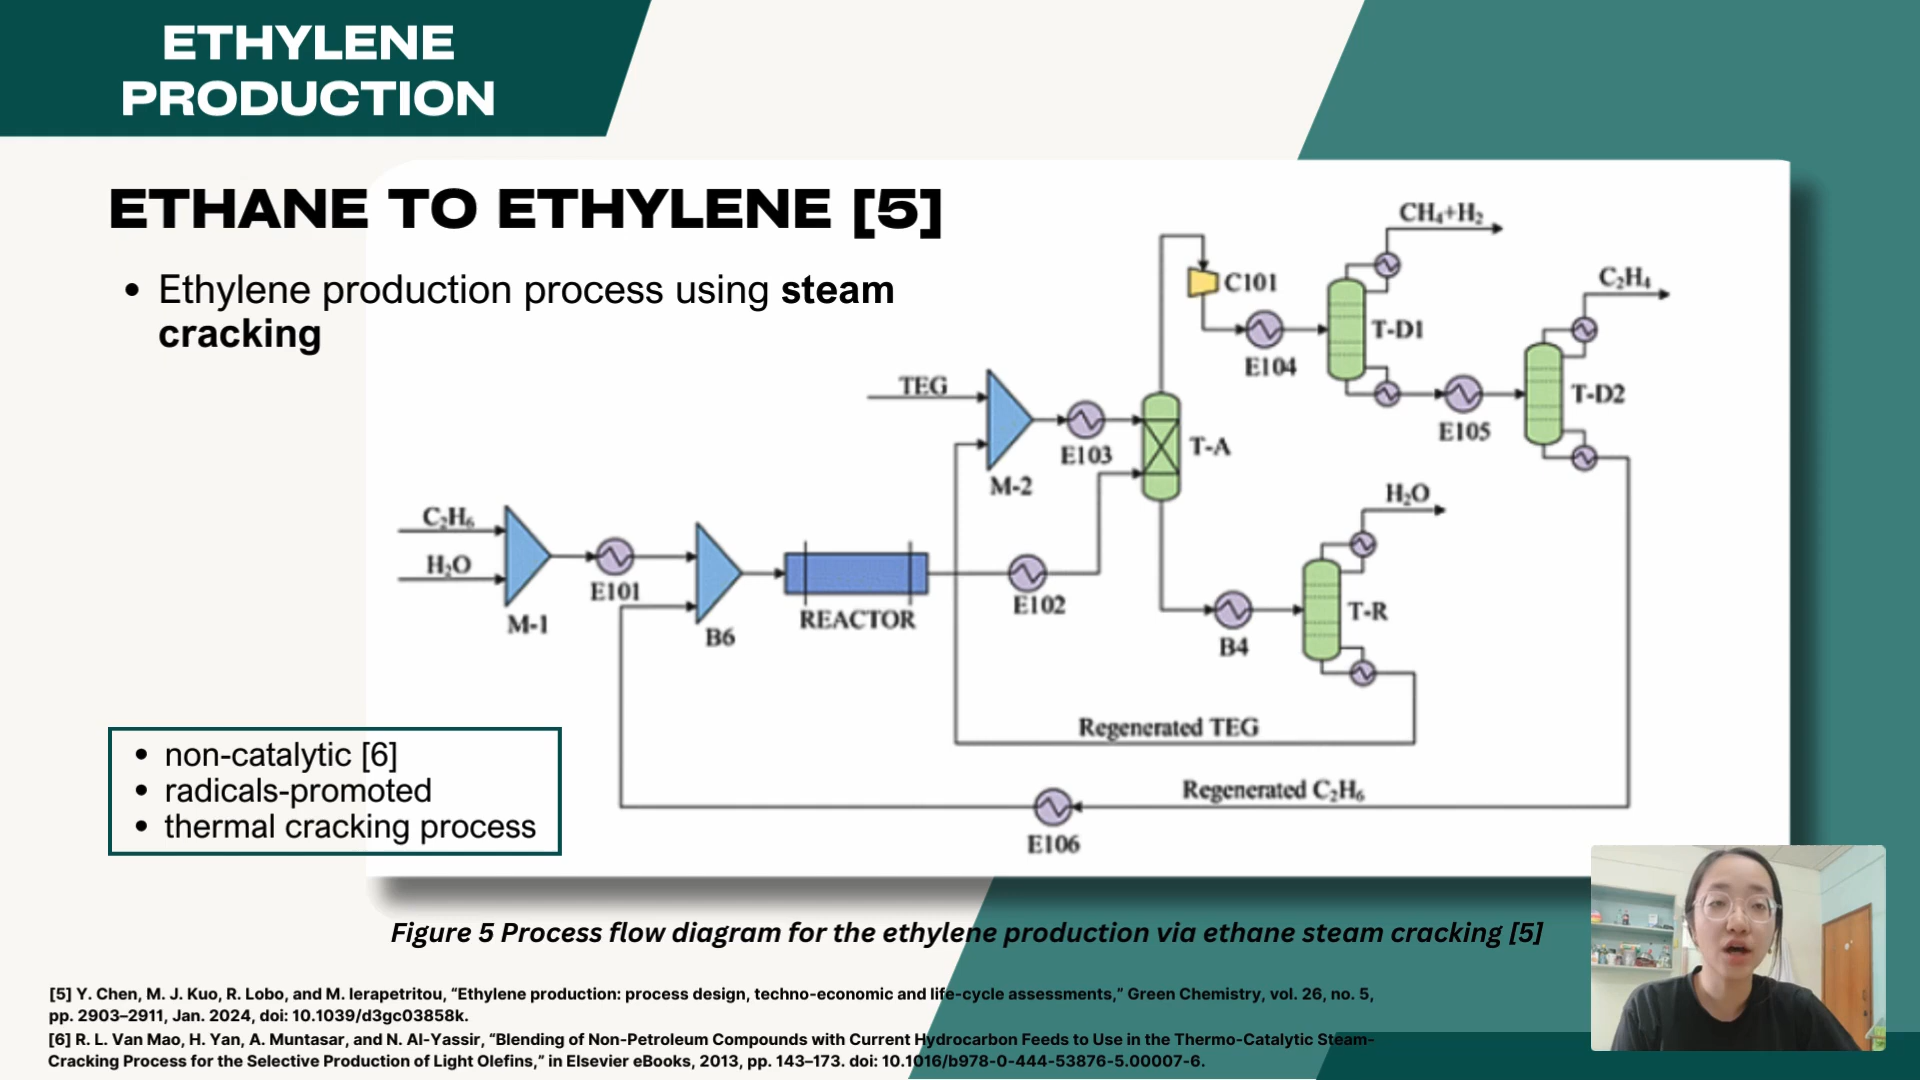 ETHYLENE
PRODUCTION
ETHANE TO ETHYLENE [5]
• Ethylene production process using steam
cracking
CH₄+H₂
C₂H₄
C101
T-D1
E104
T-D2
E105
TEG
E103
T-A
M-2
H₂O
C₂H₆
H₂O
E101
M-1
B6
REACTOR
E102
T-R
B4
Regenerated TEG
Regenerated C₂H₆
E106
• non-catalytic [6]
• radicals-promoted
• thermal cracking process
Figure 5 Process flow diagram for the ethylene production via ethane steam cracking [5]
[5] Y. Chen, M. J. Kuo, R. Lobo, and M. Ierapetritou, “Ethylene production: process design, techno-economic and life-cycle assessments,” Green Chemistry, vol. 26, no. 5,
pp. 2903–2911, Jan. 2024, doi: 10.1039/d3gc03858k.
[6] R. L. Van Mao, H. Yan, A. Muntasar, and N. Al-Yassir, “Blending of Non-Petroleum Compounds with Current Hydrocarbon Feeds to Use in the Thermo-Catalytic Steam-
Cracking Process for the Selective Production of Light Olefins,” in Elsevier eBooks, 2013, pp. 143–173. doi: 10.1016/b978-0-444-53876-5.00007-6.